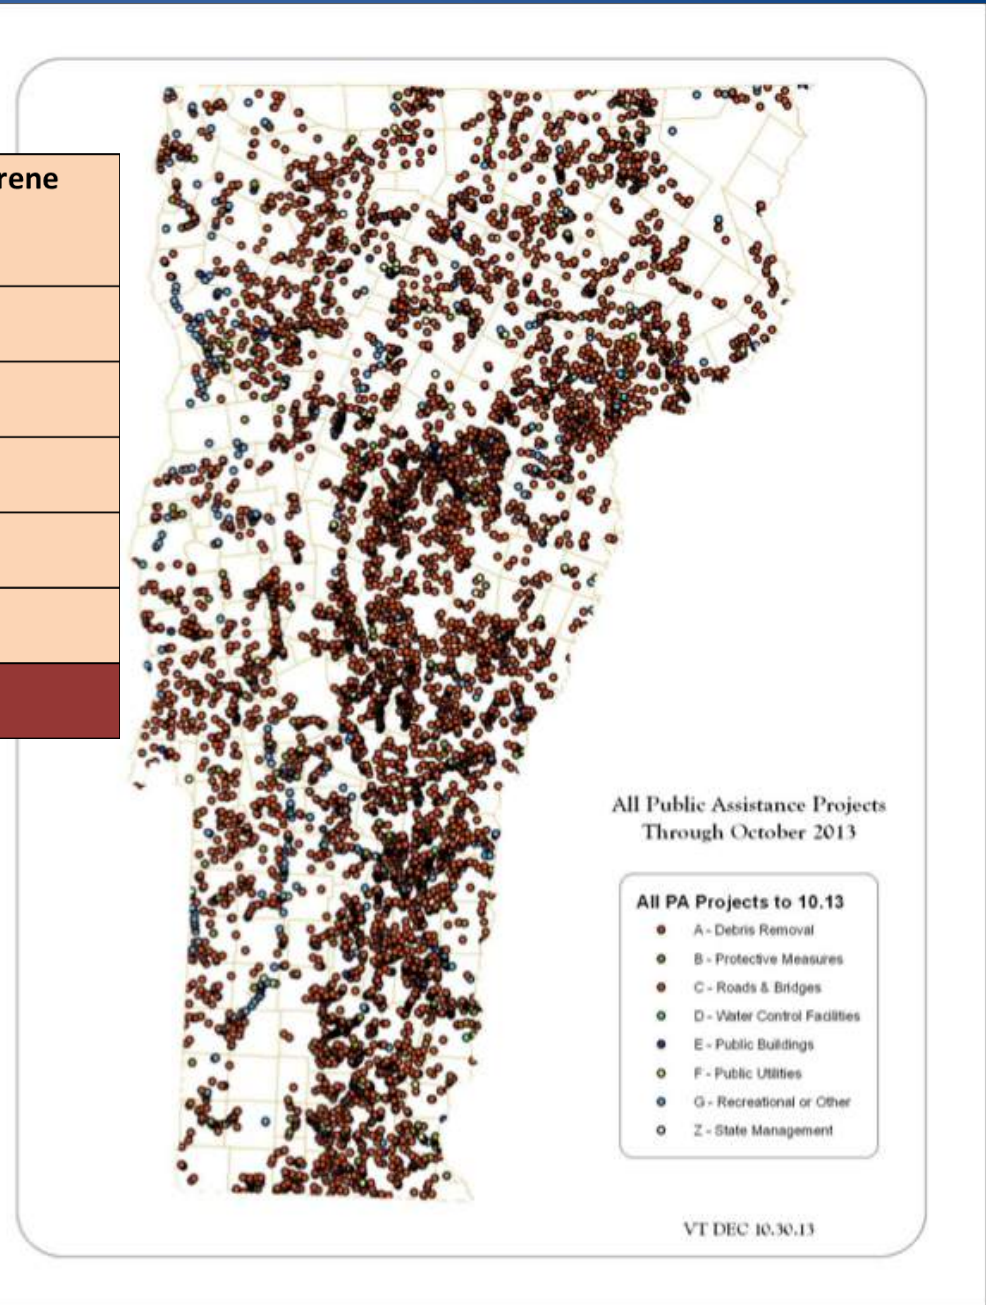 rene
All Public Assistance Projects
Through October 2013
All PA Projects to 10.13
A - Debris Removal
B - Protective Measures
C - Roads & Bridges
D - Water Control Facilities
E - Public Buildings
F - Public Utilities
G - Recreational or Other
Z - State Management
VT DEC 10.30.13